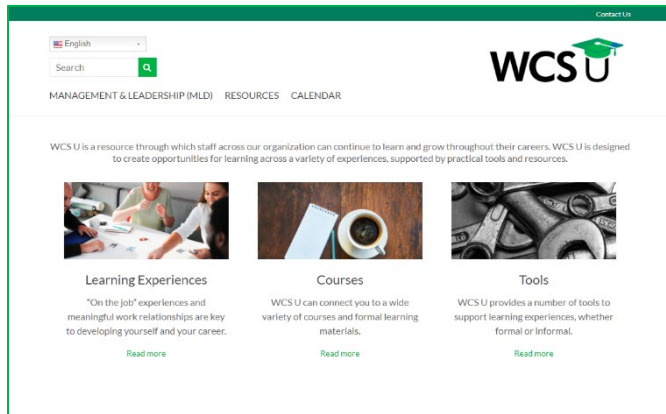 Contact Us
English
Search
WCS U
MANAGEMENT & LEADERSHIP (MLD) RESOURCES CALENDAR
WCS U is a resource through which staff across our organization can continue to learn and grow throughout their careers. WCS U is designed
to create opportunities for learning across a variety of experiences, supported by practical tools and resources.
Learning Experiences
"On the job" experiences and
meaningful work relationships are key
to developing yourself and your career.
Read more
Courses
WCS U can connect you to a wide
variety of courses and formal learning
materials.
Read more
Tools
WCS U provides a number of tools to
support learning experiences, whether
formal or informal.
Read more